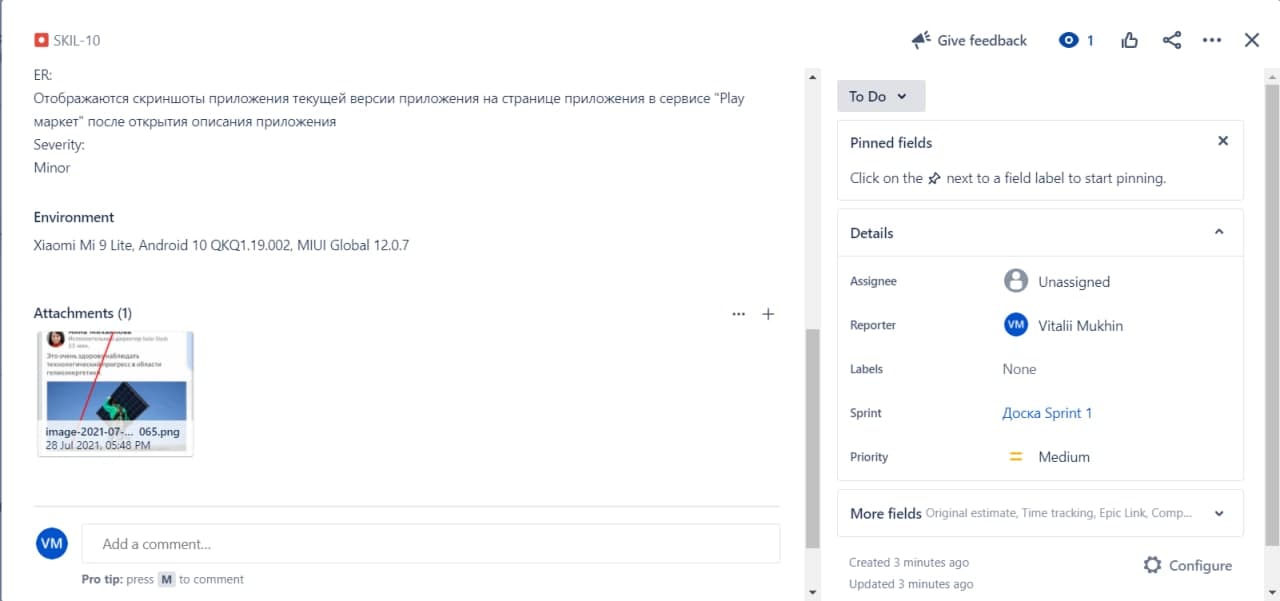 SKIL-10
Give feedback
1
ER:
Отображаются скриншоты приложения текущей версии приложения на странице приложения в сервисе "Play
маркет" после открытия описания приложения
Severity:
Minor
Environment
Xiaomi Mi 9 Lite, Android 10 QKQ1.19.002, MIUI Global 12.0.7
Attachments (1)
22 мин.
Это очень здорово наблюдать
технологический прогресс в области
гелиоэнергетики
image-2021-07-... 065.png
28 Jul 2021, 05:48 PM
VM
Add a comment...
Pro tip: press M to comment
To Do
Pinned fields
Click on the next to a field label to start pinning.
Details
Assignee
Unassigned
Reporter
VM Vitalii Mukhin
Labels
None
Sprint
Доска Sprint 1
Priority
Medium
More fields Original estimate, Time tracking, Epic Link, Comp...
Created 3 minutes ago
Updated 3 minutes ago
Configure